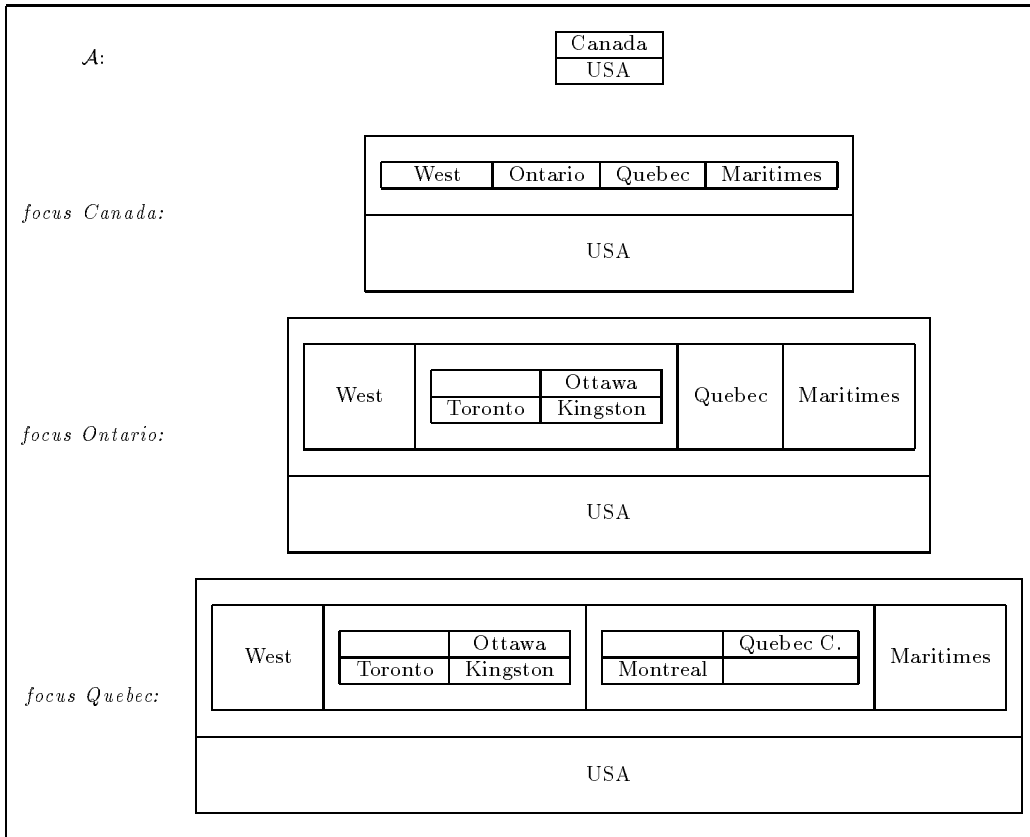 𝒜:
Canada
USA
focus Canada:
West Ontario Quebec Maritimes
USA
focus Ontario:
West
Ottawa
Toronto Kingston
Quebec Maritimes
USA
focus Quebec:
West
Ottawa
Toronto Kingston
Quebec C.
Montreal
Maritimes
USA